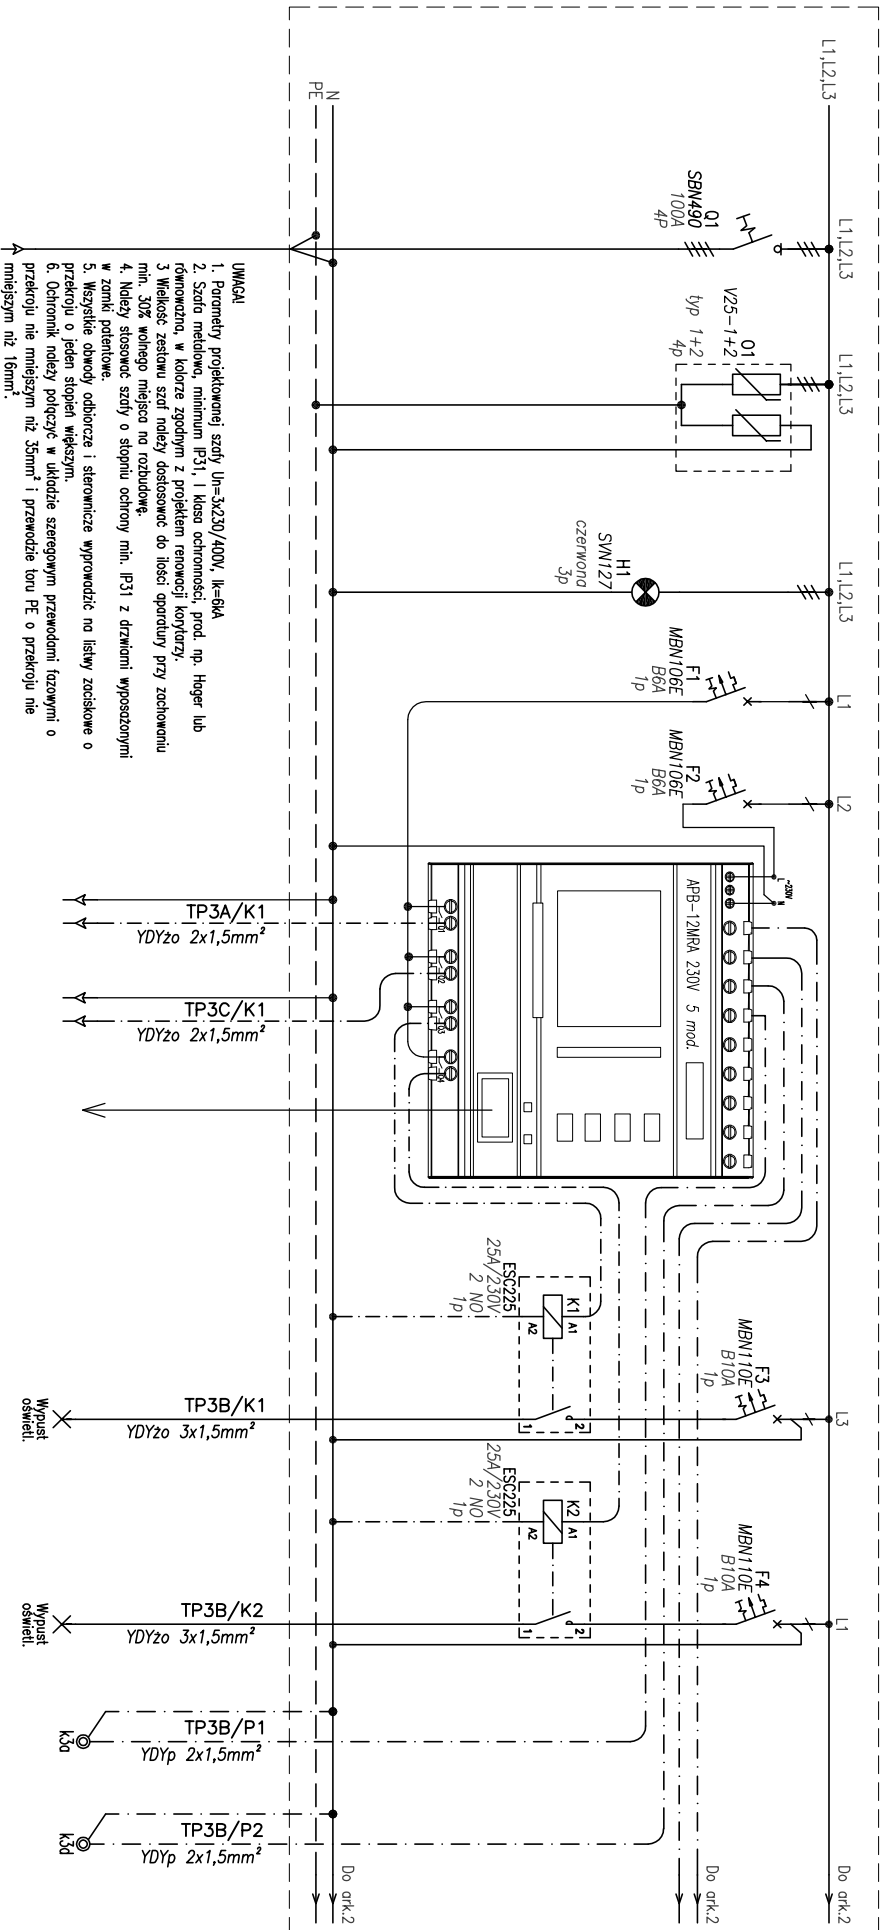 L1,L2,L3
N
PE
L1,L2,L3
Q1
SBN490
100A
4P
L1,L2,L3
O1
V25-1+2
typ 1+2
4p
L1,L2,L3
H1
SVN127
czerwona
3p
L1
F1
MBN106E
B6A
1p
L2
F2
MBN106E
B6A
1p
~230V
L
N
APB-12MRA 230V 5 mod.
Q1
Q2
Q3
Q4
TP3A/K1
YDYżo 2x1,5mm²
TP3C/K1
YDYżo 2x1,5mm²
ESC225
25A/230V
2 NO
1p
K1
A1
A2
1
2
L3
F3
MBN110E
B10A
1p
TP3B/K1
YDYżo 3x1,5mm²
Wypust
oświetl.
ESC225
25A/230V
2 NO
1p
K2
A1
A2
1
2
L1
F4
MBN110E
B10A
1p
TP3B/K2
YDYżo 3x1,5mm²
Wypust
oświetl.
TP3B/P1
YDYp 2x1,5mm²
k3a
TP3B/P2
YDYp 2x1,5mm²
k3d
Do ark.2
Do ark.2
Do ark.2
UWAGA!
1. Parametry projektowanej szafy Un=3x230/400V, Ik=6kA
2. Szafa metalowa, minimum IP31, I klasa ochronności, prod. np. Hager lub
równoważna, w kolorze zgodnym z projektem renowacji korytarzy.
3 Wielkość zestawu szaf należy dostosować do ilości aparatury przy zachowaniu
min. 30% wolnego miejsca na rozbudowę.
4. Należy stosować szafy o stopniu ochrony min. IP31 z drzwiami wyposażonymi
w zamki patentowe.
5. Wszystkie obwody odbiorcze i sterownicze wyprowadzić na listwy zaciskowe o
przekroju o jeden stopień większym.
6. Ochronnik należy połączyć w układzie szeregowym przewodami fazowymi o
przekroju nie mniejszym niż 35mm² i przewodzie toru PE o przekroju nie
mniejszym niż 16mm².